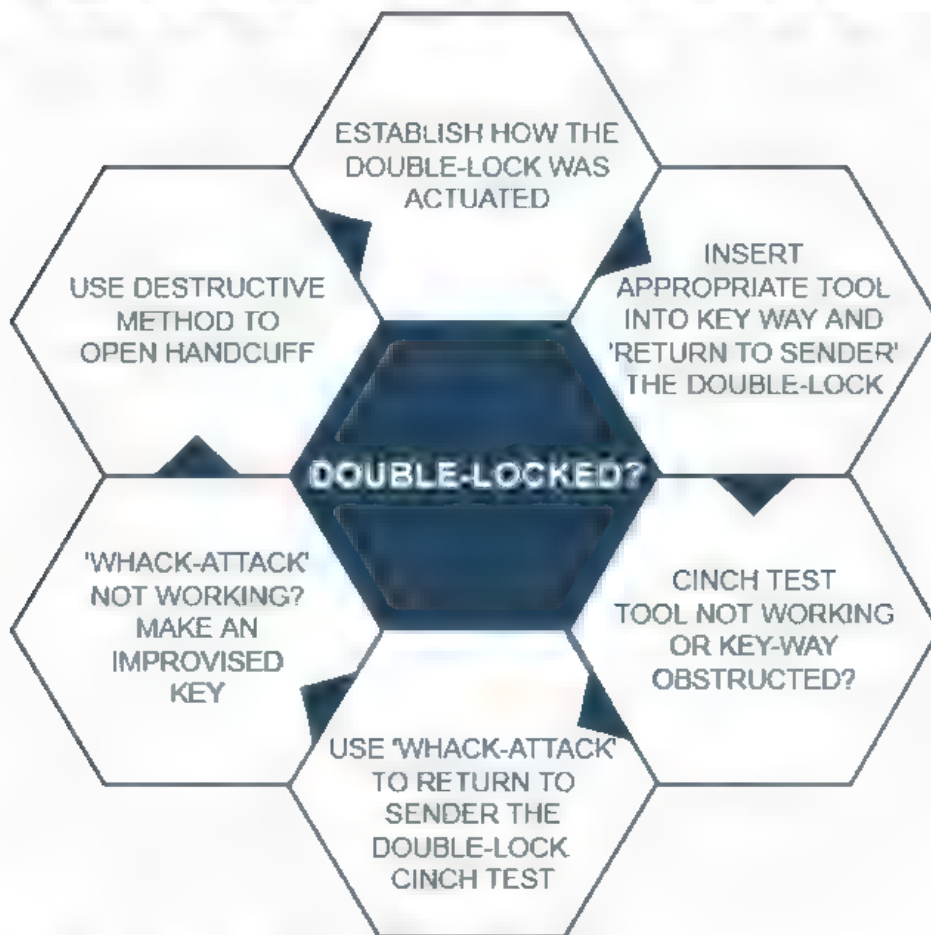 ESTABLISH HOW THE
DOUBLE-LOCK WAS
ACTUATED
INSERT
APPROPRIATE TOOL
INTO KEY WAY AND
'RETURN TO SENDER'
THE DOUBLE-LOCK
CINCH TEST
TOOL NOT WORKING
OR KEY-WAY
OBSTRUCTED?
USE 'WHACK-ATTACK'
TO RETURN TO
SENDER THE
DOUBLE-LOCK
CINCH TEST
'WHACK-ATTACK'
NOT WORKING?
MAKE AN
IMPROVISED
KEY
USE DESTRUCTIVE
METHOD TO
OPEN HANDCUFF
DOUBLE-LOCKED?